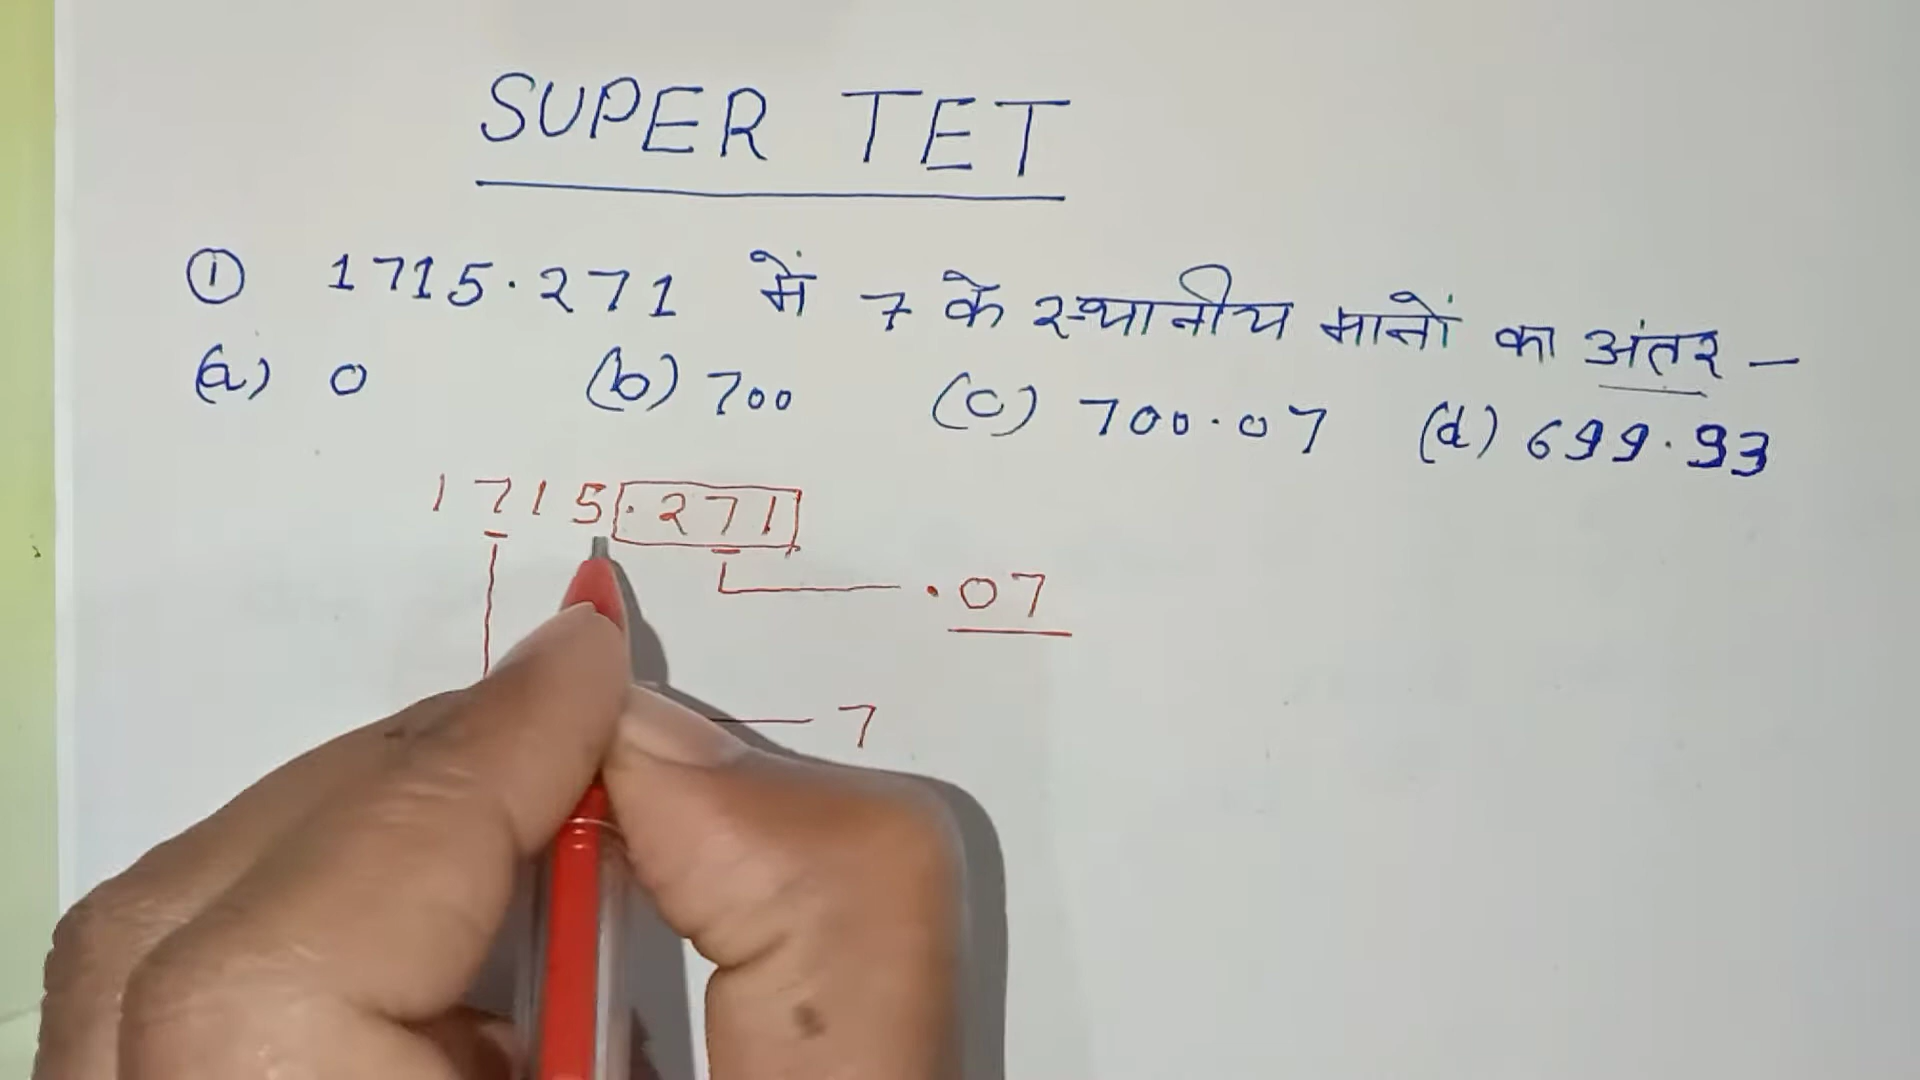 SUPER TET
① 1715.271 में 7 के स्थानीय मानों का अंतर –
(a) 0 (b) 700 (c) 700.07 (d) 699.93
1715.271
.07
7